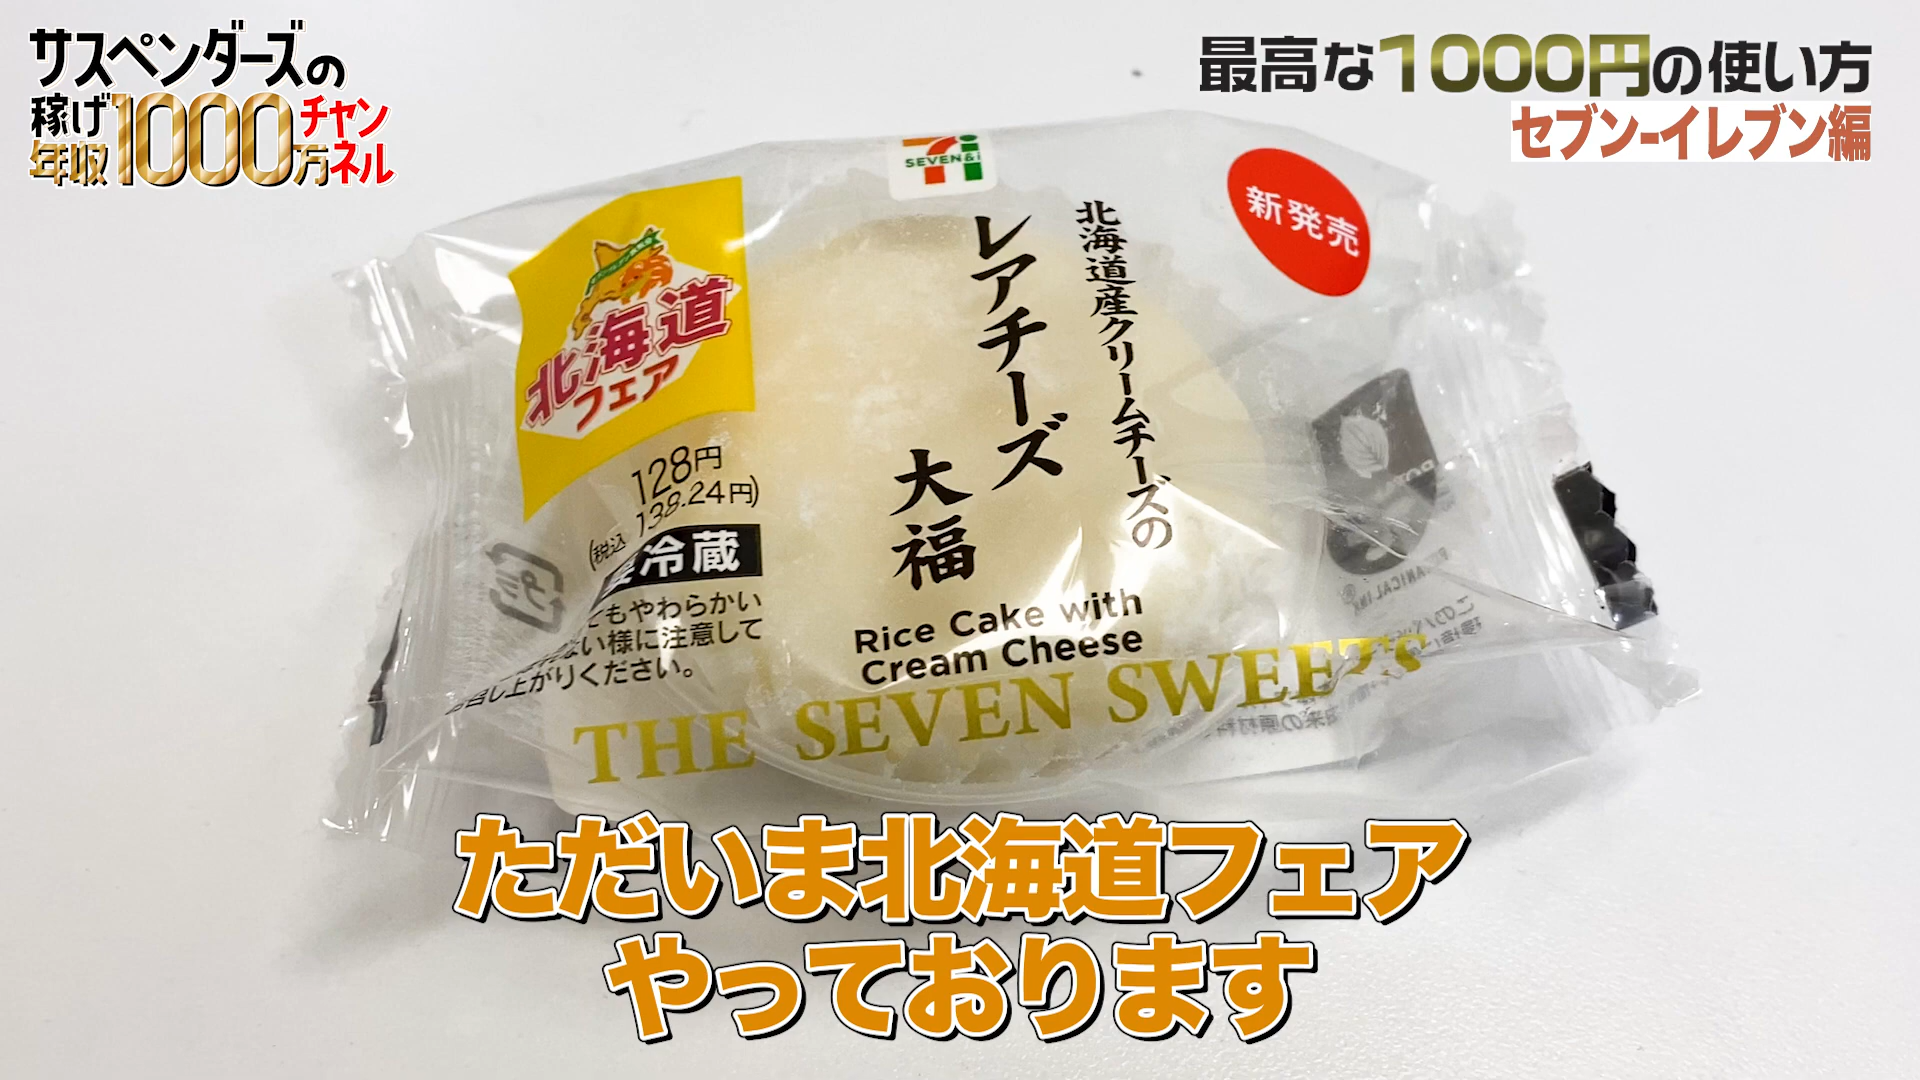 サスペンダーズの
稼げ
年収
1000万
チャン
ネル
最高な1000円の使い方
セブン-イレブン編
SEVEN&i
新発売
北海道
フェア
北海道産クリームチーズの
レアチーズ
大福
128円
(税込 138.24円)
要冷蔵
てもやわらかい
ない様に注意して
お召し上がりください。
Rice Cake with
Cream Cheese
THE SEVEN SWEETS
ただいま北海道フェア
やっております